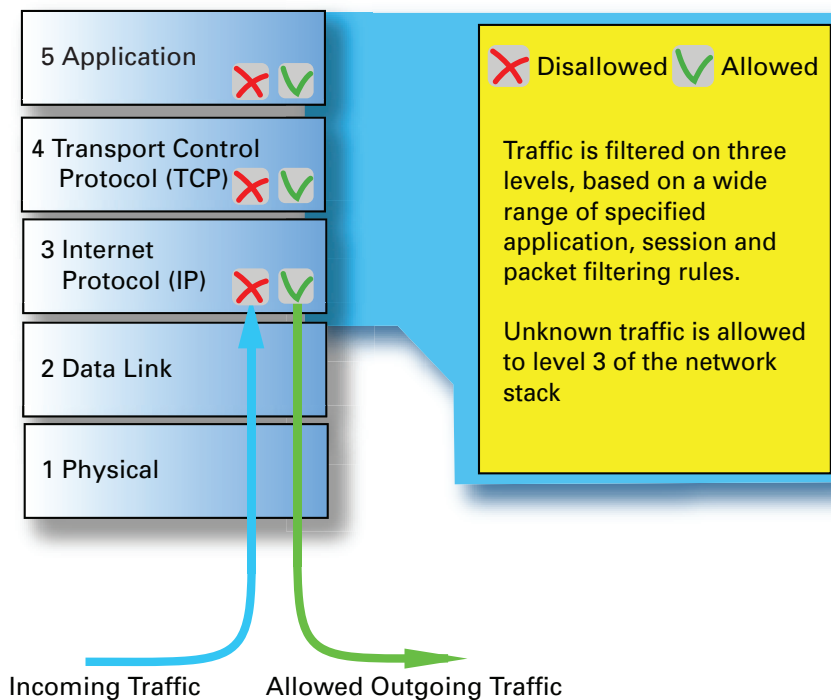 5 Application
4 Transport Control
Protocol (TCP)
3 Internet
Protocol (IP)
2 Data Link
1 Physical
Incoming Traffic
Allowed Outgoing Traffic
Disallowed
Allowed
Traffic is filtered on three
levels, based on a wide
range of specified
application, session and
packet filtering rules.
Unknown traffic is allowed
to level 3 of the network
stack